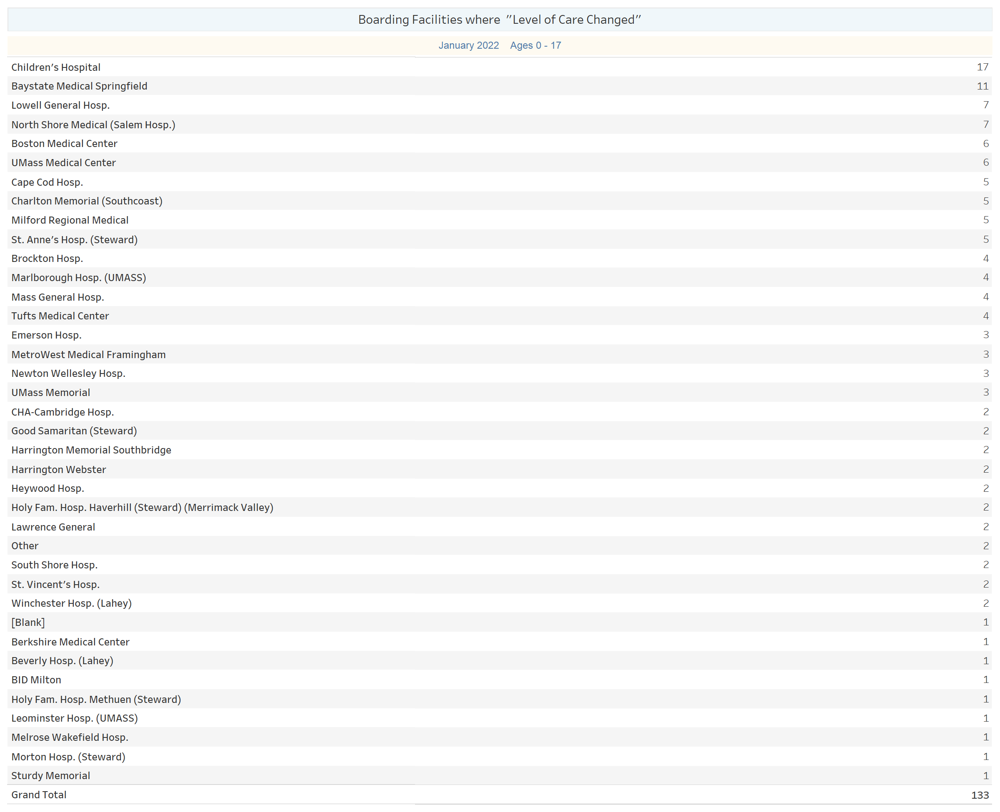 Boarding Facilities where "Level of Care Changed"
January 2022 Ages 0 - 17
Children's Hospital 17
Baystate Medical Springfield 11
Lowell General Hosp. 7
North Shore Medical (Salem Hosp.) 7
Boston Medical Center 6
UMass Medical Center 6
Cape Cod Hosp. 5
Charlton Memorial (Southcoast) 5
Milford Regional Medical 5
St. Anne's Hosp. (Steward) 5
Brockton Hosp. 4
Marlborough Hosp. (UMASS) 4
Mass General Hosp. 4
Tufts Medical Center 4
Emerson Hosp. 3
MetroWest Medical Framingham 3
Newton Wellesley Hosp. 3
UMass Memorial 3
CHA-Cambridge Hosp. 2
Good Samaritan (Steward) 2
Harrington Memorial Southbridge 2
Harrington Webster 2
Heywood Hosp. 2
Holy Fam. Hosp. Haverhill (Steward) (Merrimack Valley) 2
Lawrence General 2
Other 2
South Shore Hosp. 2
St. Vincent's Hosp. 2
Winchester Hosp. (Lahey) 2
[Blank] 1
Berkshire Medical Center 1
Beverly Hosp. (Lahey) 1
BID Milton 1
Holy Fam. Hosp. Methuen (Steward) 1
Leominster Hosp. (UMASS) 1
Melrose Wakefield Hosp. 1
Morton Hosp. (Steward) 1
Sturdy Memorial 1
Grand Total 133